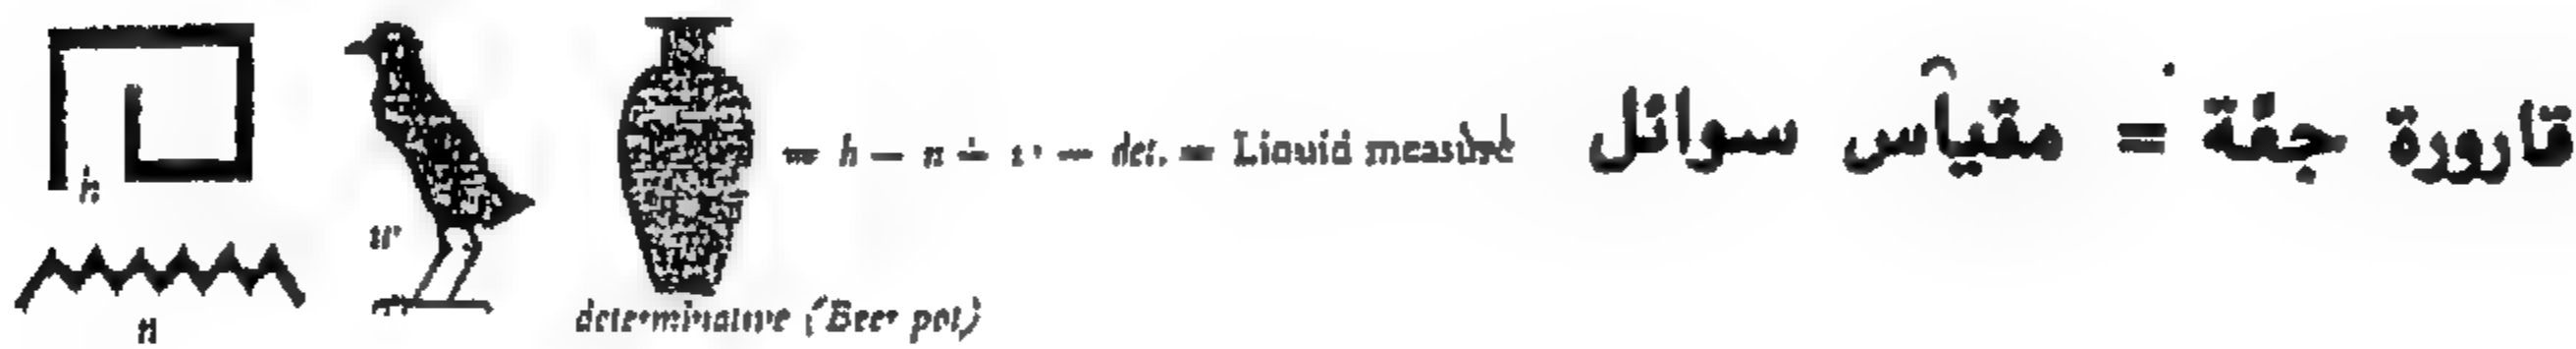 h
w
= h – n + w – det. = Liquid measure قارورة جفة = مقياس سوائل
n
determinative (Beer pot)